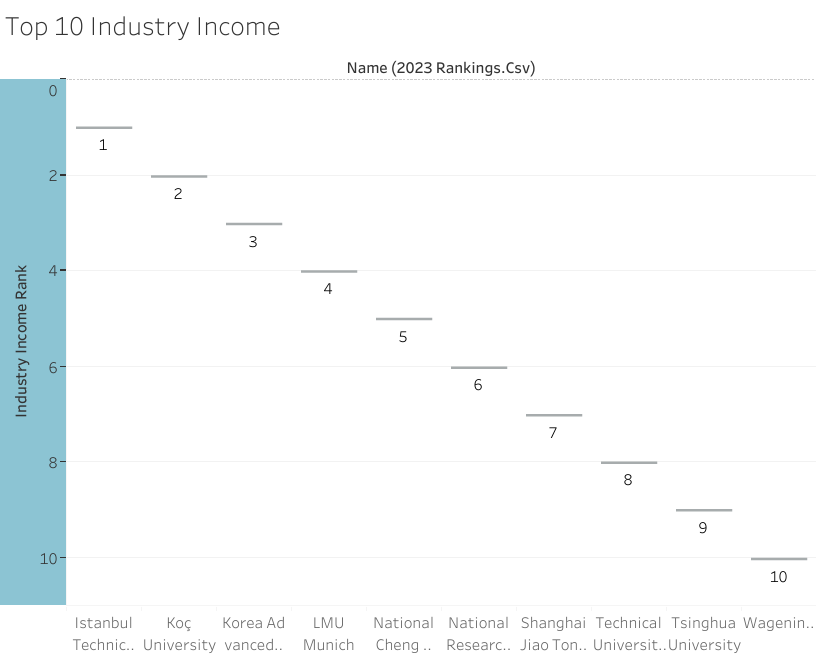 Top 10 Industry Income
Name (2023 Rankings.Csv)
Industry Income Rank
0
2
4
6
8
10
1
2
3
4
5
6
7
8
9
10
Istanbul
Technic..
Koç
University
Korea Ad
vanced..
LMU
Munich
National
Cheng ..
National
Researc..
Shanghai
Jiao Ton..
Technical
Universit..
Tsinghua
University
Wagenin..